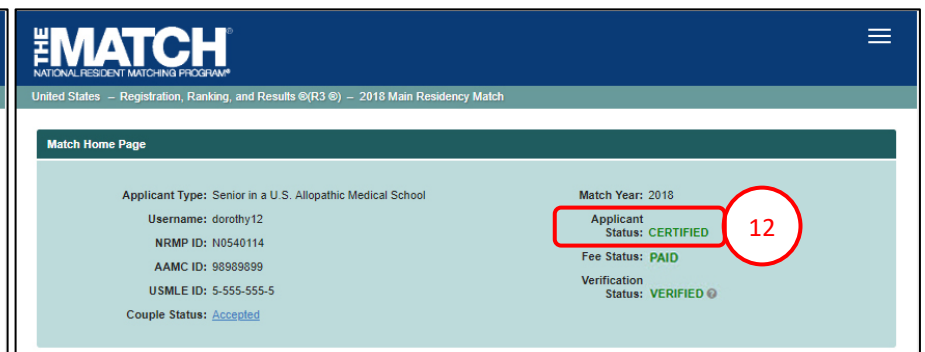 THE MATCH®
NATIONAL RESIDENT MATCHING PROGRAM®
United States – Registration, Ranking, and Results ®(R3 ®) – 2018 Main Residency Match
Match Home Page
Applicant Type: Senior in a U.S. Allopathic Medical School
Username: dorothy12
NRMP ID: N0540114
AAMC ID: 98989899
USMLE ID: 5-555-555-5
Couple Status: Accepted
Match Year: 2018
Applicant
Status: CERTIFIED
12
Fee Status: PAID
Verification
Status: VERIFIED ?